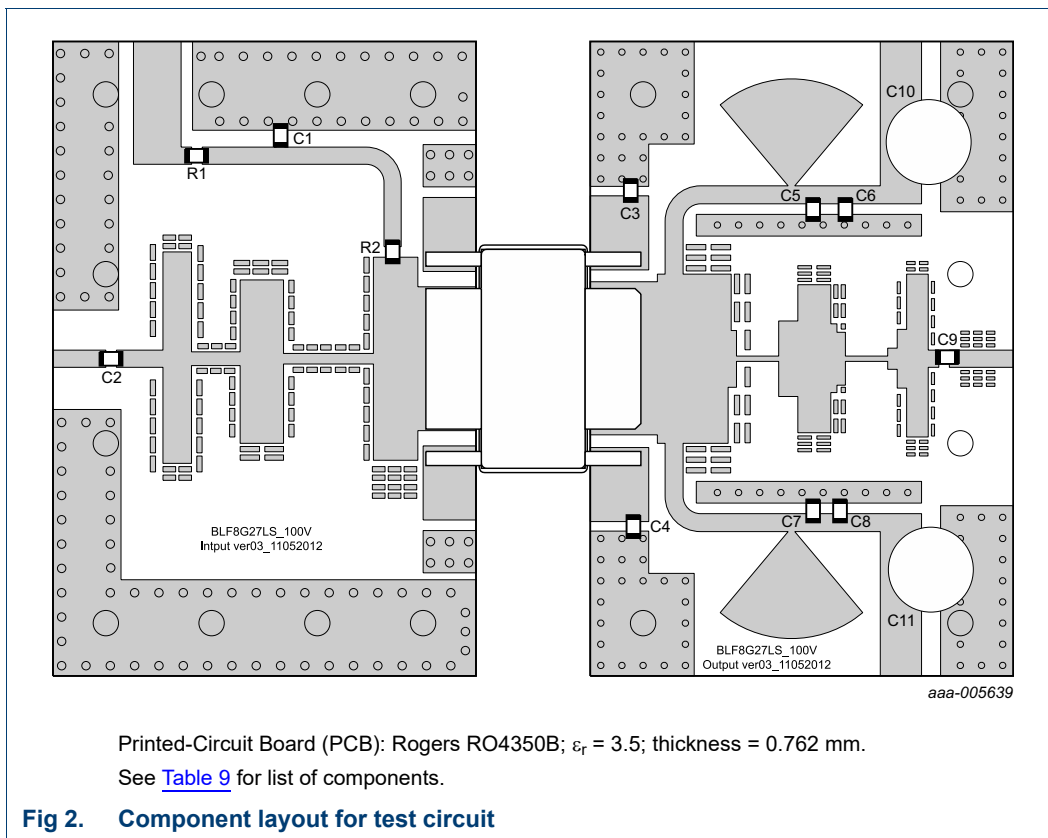 C10
C1
R1
C5
C6
C3
R2
C9
C2
C7
C8
C4
BLF8G27LS_100V
Intput ver03_11052012
C11
BLF8G27LS_100V
Output ver03_11052012
aaa-005639
Printed-Circuit Board (PCB): Rogers RO4350B; εr = 3.5; thickness = 0.762 mm.
See Table 9 for list of components.
Fig 2. Component layout for test circuit